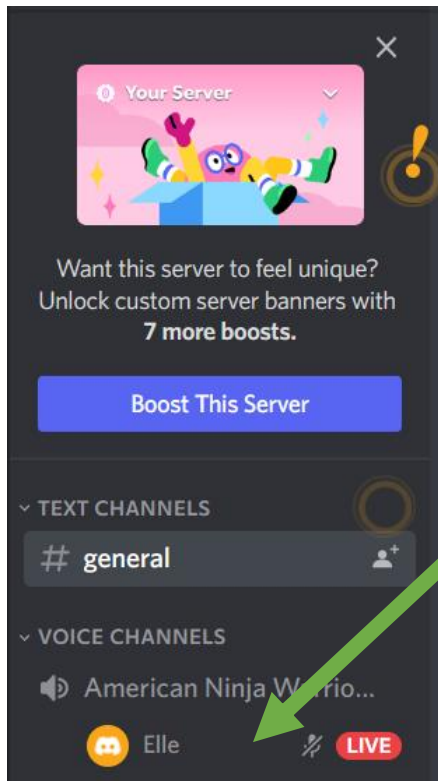 Your Server
Want this server to feel unique?
Unlock custom server banners with
7 more boosts.
Boost This Server
TEXT CHANNELS
# general
VOICE CHANNELS
American Ninja Warrio...
Elle
LIVE